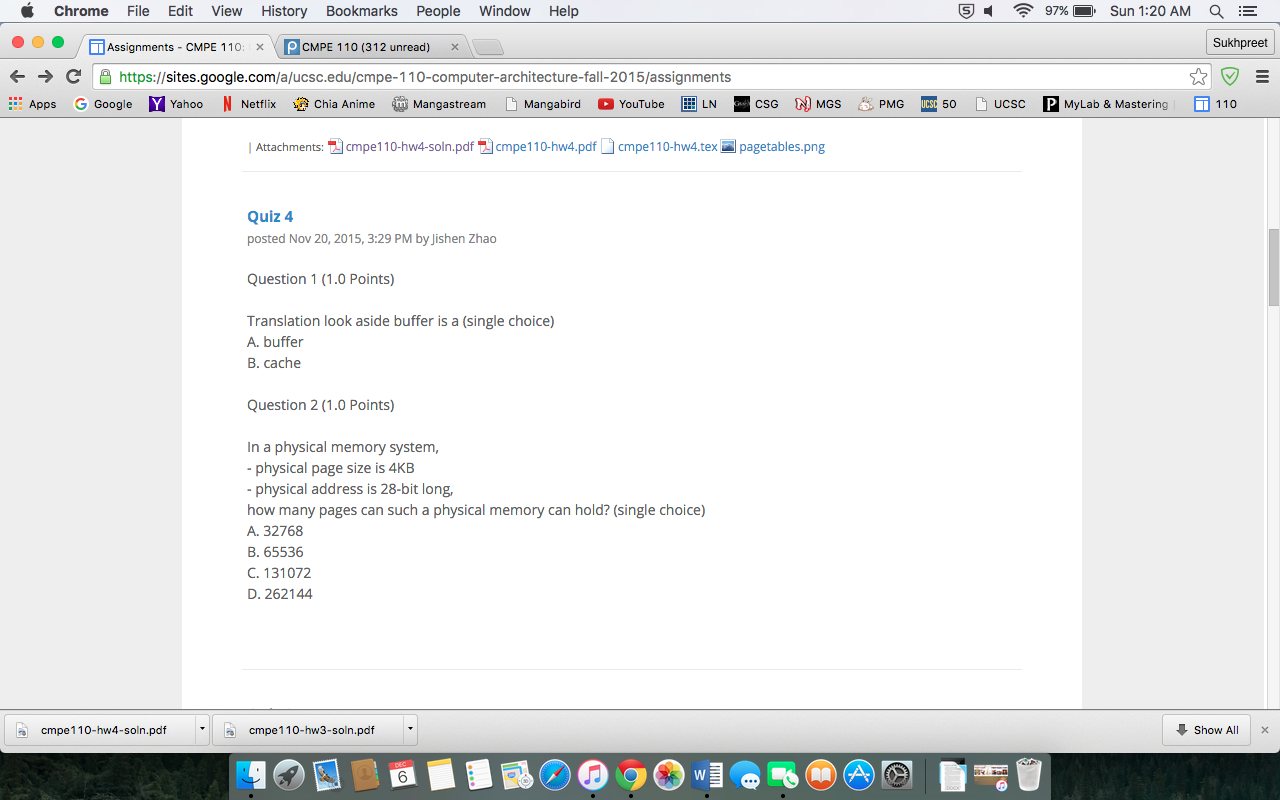 Chrome File Edit View History Bookmarks People Window Help 5 97% Sun 1:20 AM
Assignments - CMPE 110: CMPE 110 (312 unread) Sukhpreet
https://sites.google.com/a/ucsc.edu/cmpe-110-computer-architecture-fall-2015/assignments
Apps Google Yahoo Netflix Chia Anime Mangastream Mangabird YouTube LN CSG MGS PMG UCSC 50 UCSC MyLab & Mastering 110
| Attachments: cmpe110-hw4-soln.pdf cmpe110-hw4.pdf cmpe110-hw4.tex pagetables.png
Quiz 4
posted Nov 20, 2015, 3:29 PM by Jishen Zhao
Question 1 (1.0 Points)
Translation look aside buffer is a (single choice)
A. buffer
B. cache
Question 2 (1.0 Points)
In a physical memory system,
- physical page size is 4KB
- physical address is 28-bit long,
how many pages can such a physical memory can hold? (single choice)
A. 32768
B. 65536
C. 131072
D. 262144
cmpe110-hw4-soln.pdf cmpe110-hw3-soln.pdf Show All
DEC
6